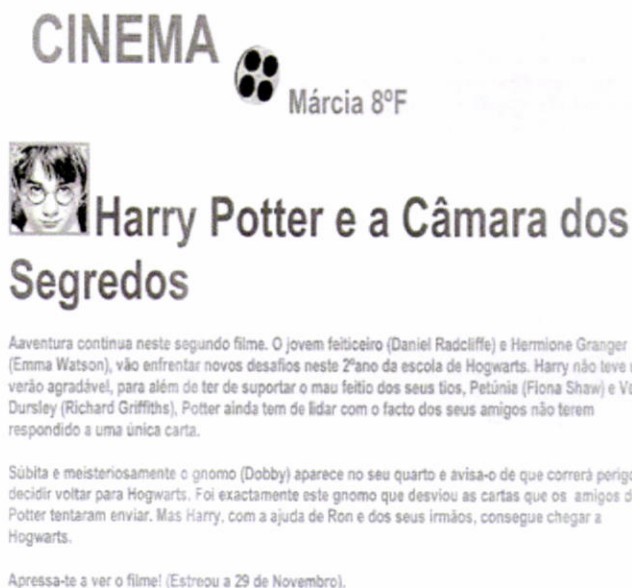 CINEMA
Márcia 8ºF
Harry Potter e a Câmara dos
Segredos
Aaventura continua neste segundo filme. O jovem feiticeiro (Daniel Radcliffe) e Hermione Granger
(Emma Watson), vão enfrentar novos desafios neste 2ºano da escola de Hogwarts. Harry não teve
verão agradável, para além de ter de suportar o mau feitio dos seus tios, Petúnia (Fiona Shaw) e
Dursley (Richard Griffiths), Potter ainda tem de lidar com o facto dos seus amigos não terem
respondido a uma única carta.
Súbita e meisteriosamente o gnomo (Dobby) aparece no seu quarto e avisa-o de que correrá
decidir voltar para Hogwarts. Foi exactamente este gnomo que desviou as cartas que os amigos
Potter tentaram enviar. Mas Harry, com a ajuda de Ron e dos seus irmãos, consegue chegar a
Hogwarts.
Apressa-te a ver o filme! (Estreou a 29 de Novembro).